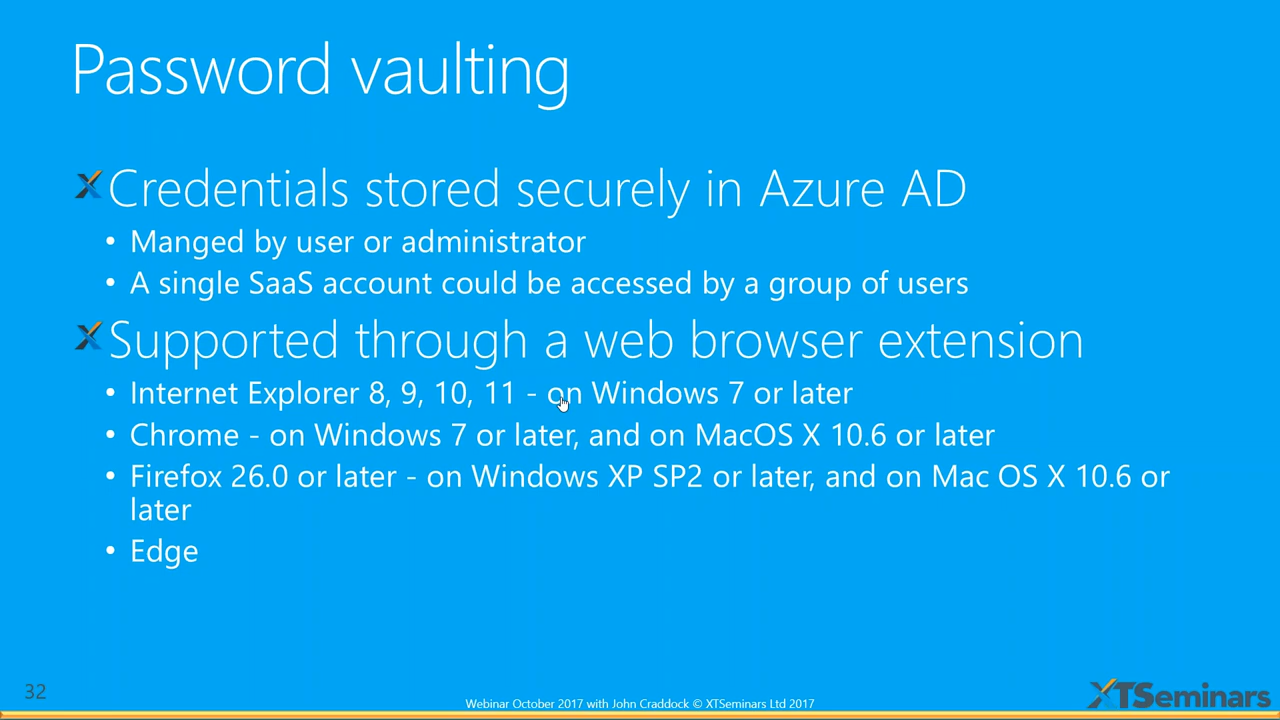 Password vaulting
Credentials stored securely in Azure AD
• Manged by user or administrator
• A single SaaS account could be accessed by a group of users
Supported through a web browser extension
• Internet Explorer 8, 9, 10, 11 - on Windows 7 or later
• Chrome - on Windows 7 or later, and on MacOS X 10.6 or later
• Firefox 26.0 or later - on Windows XP SP2 or later, and on Mac OS X 10.6 or
later
• Edge
32
Webinar October 2017 with John Craddock © XTSeminars Ltd 2017
XTSeminars